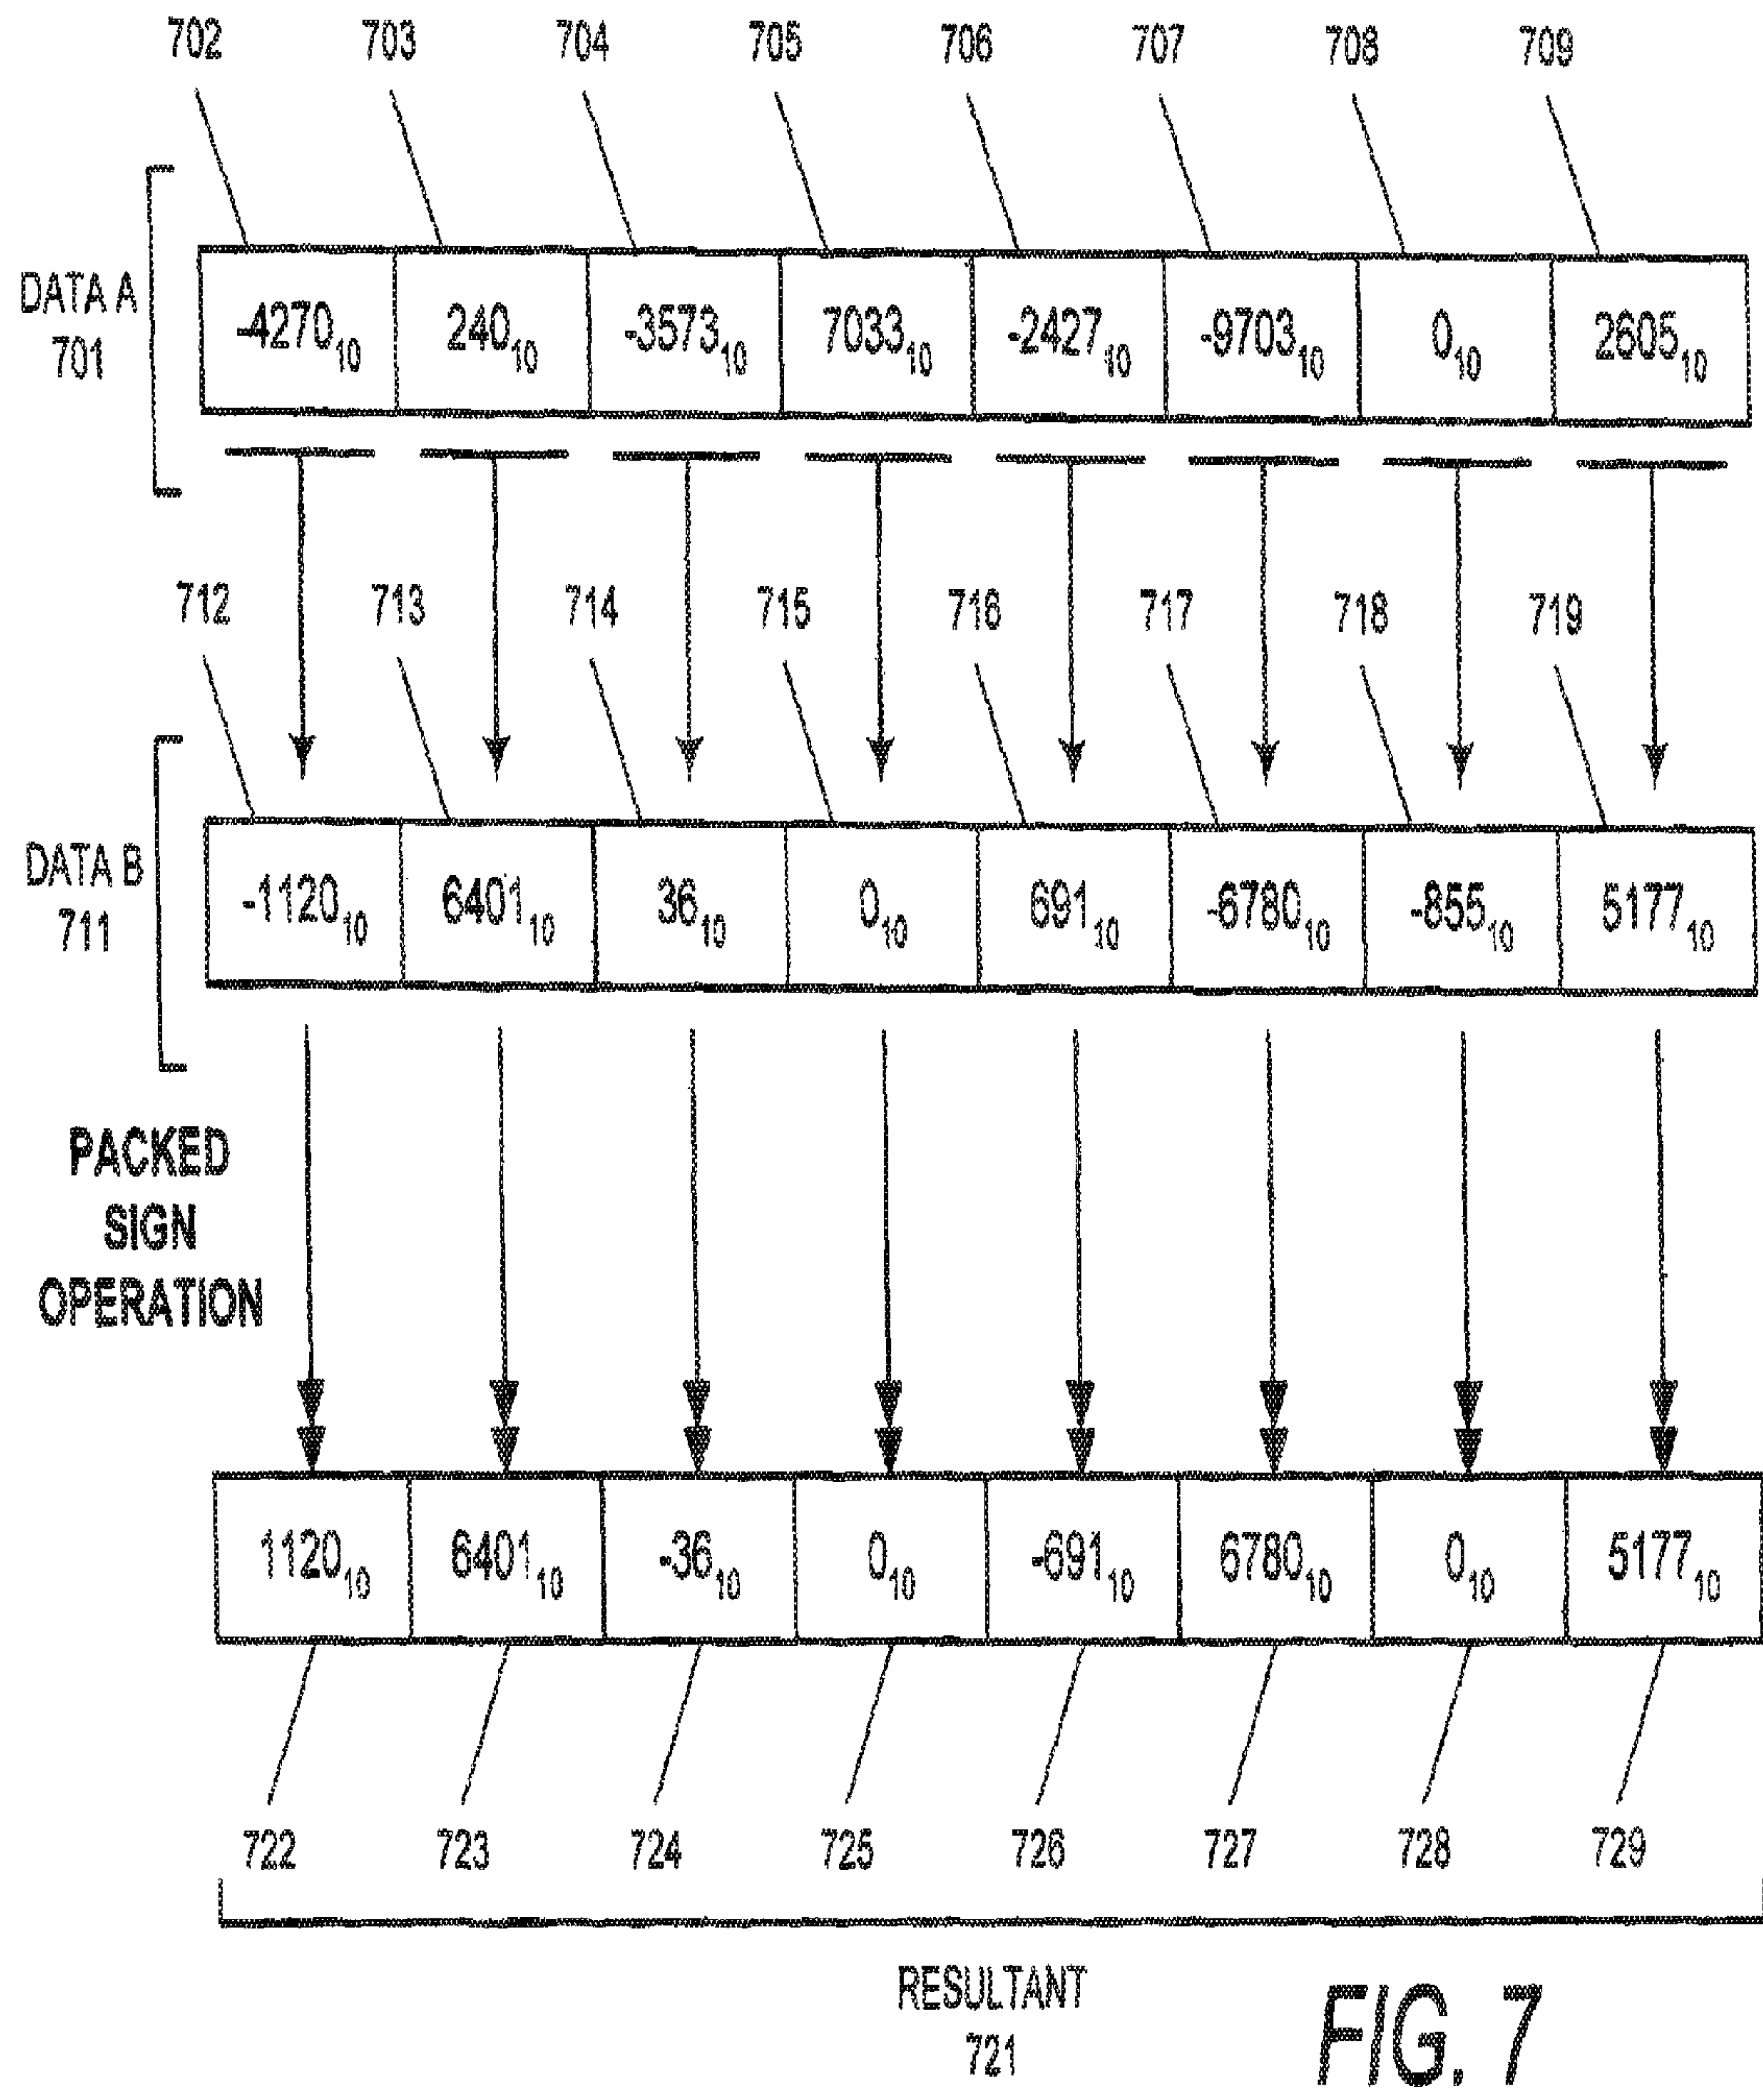 702 703 704 705 706 707 708 709
DATA A
701
-4270₁₀ 240₁₀ -3573₁₀ 7033₁₀ -2427₁₀ -9703₁₀ 0₁₀ 2605₁₀
712 713 714 715 716 717 718 719
DATA B
711
-1120₁₀ 6401₁₀ 36₁₀ 0₁₀ 691₁₀ -6780₁₀ -855₁₀ 5177₁₀
PACKED
SIGN
OPERATION
1120₁₀ 6401₁₀ -36₁₀ 0₁₀ -691₁₀ 6780₁₀ 0₁₀ 5177₁₀
722 723 724 725 726 727 728 729
RESULTANT
721
FIG. 7